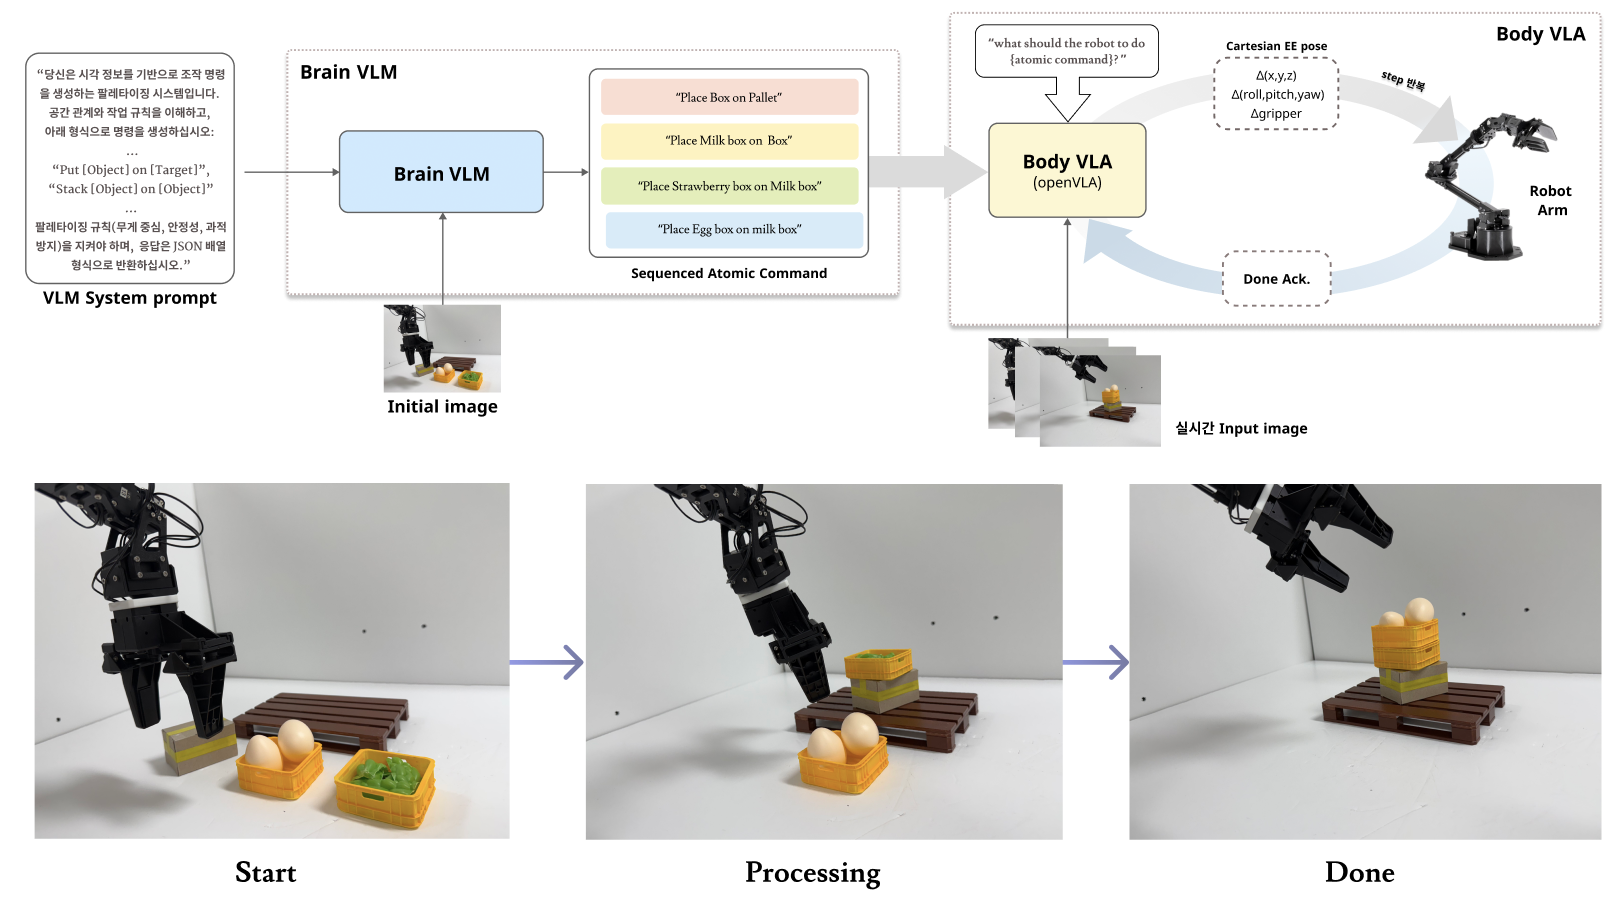 “당신은 시각 정보를 기반으로 조작 명령
을 생성하는 팔레타이징 시스템입니다.
공간 관계와 작업 규칙을 이해하고,
아래 형식으로 명령을 생성하십시오:
...
“Put [Object] on [Target]”,
“Stack [Object] on [Object]”
...
팔레타이징 규칙(무게 중심, 안정성, 과적
방지)을 지켜야 하며, 응답은 JSON 배열
형식으로 반환하십시오.”
VLM System prompt
Brain VLM
Brain VLM
“Place Box on Pallet”
“Place Milk box on Box”
“Place Strawberry box on Milk box”
“Place Egg box on milk box”
Sequenced Atomic Command
Initial image
Body VLA
“what should the robot to do
{atomic command}? ”
Body VLA
(openVLA)
Cartesian EE pose
Δ(x,y,z)
Δ(roll,pitch,yaw)
Δgripper
step 반복
Robot
Arm
Done Ack.
실시간 Input image
Start
Processing
Done